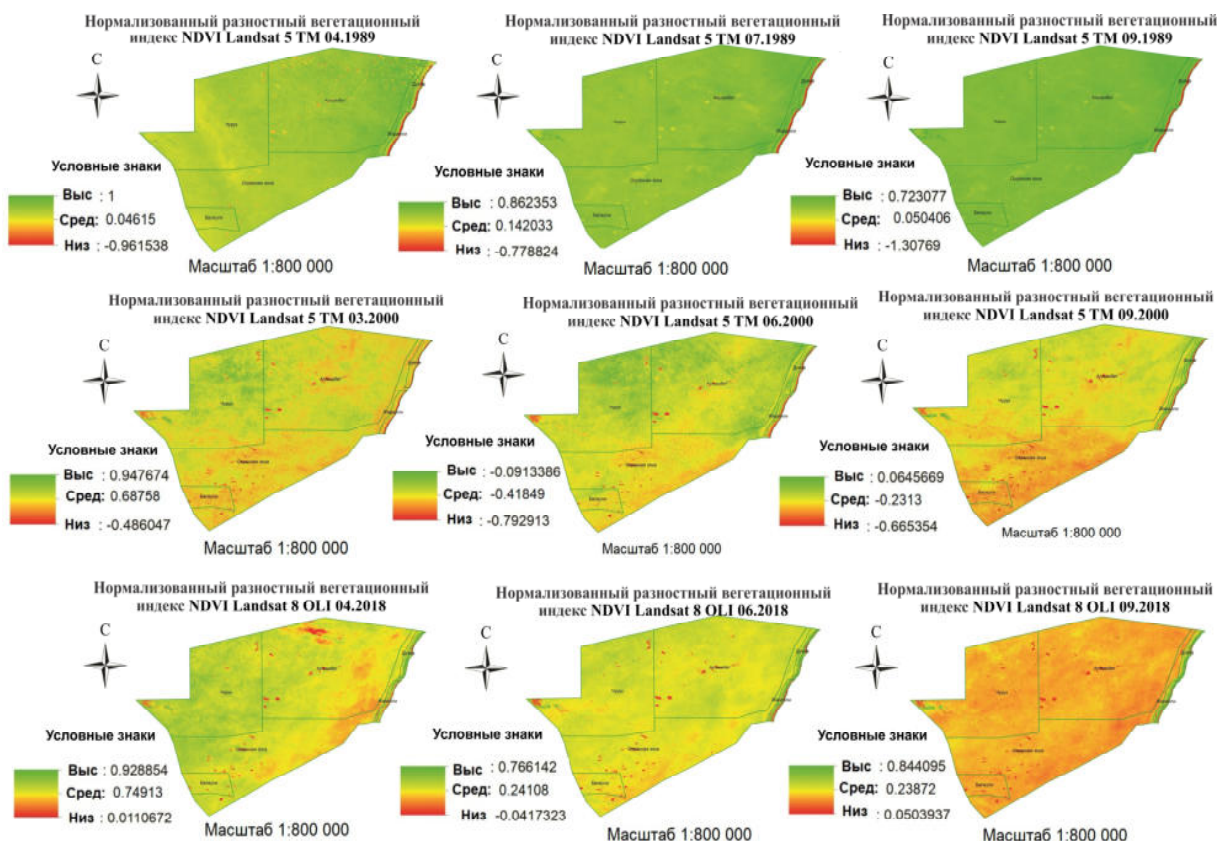 Нормализованный разностный вегетационный
индекс NDVI Landsat 5 TM 04.1989
С
Условные знаки
Выс : 1
Сред: 0.04615
Низ : -0.961538
Масштаб 1:800 000
Нормализованный разностный вегетационный
индекс NDVI Landsat 5 TM 07.1989
С
Условные знаки
Выс : 0.862353
Сред: 0.142033
Низ : -0.778824
Масштаб 1:800 000
Нормализованный разностный вегетационный
индекс NDVI Landsat 5 TM 09.1989
С
Условные знаки
Выс : 0.723077
Сред: 0.050406
Низ : -1.30769
Масштаб 1:800 000
Нормализованный разностный вегетационный
индекс NDVI Landsat 5 TM 03.2000
С
Условные знаки
Выс : 0.947674
Сред: 0.68758
Низ : -0.486047
Масштаб 1:800 000
Нормализованный разностный вегетационный
индекс NDVI Landsat 5 TM 06.2000
С
Условные знаки
Выс : -0.0913386
Сред: -0.41849
Низ : -0.792913
Масштаб 1:800 000
Нормализованный разностный вегетационный
индекс NDVI Landsat 5 TM 09.2000
С
Условные знаки
Выс : 0.0645669
Сред: -0.2313
Низ : -0.665354
Масштаб 1:800 000
Нормализованный разностный вегетационный
индекс NDVI Landsat 8 OLI 04.2018
С
Условные знаки
Выс : 0.928854
Сред: 0.74913
Низ : 0.0110672
Масштаб 1:800 000
Нормализованный разностный вегетационный
индекс NDVI Landsat 8 OLI 06.2018
С
Условные знаки
Выс : 0.766142
Сред: 0.24108
Низ : -0.0417323
Масштаб 1:800 000
Нормализованный разностный вегетационный
индекс NDVI Landsat 8 OLI 09.2018
С
Условные знаки
Выс : 0.844095
Сред: 0.23872
Низ : 0.0503937
Масштаб 1:800 000